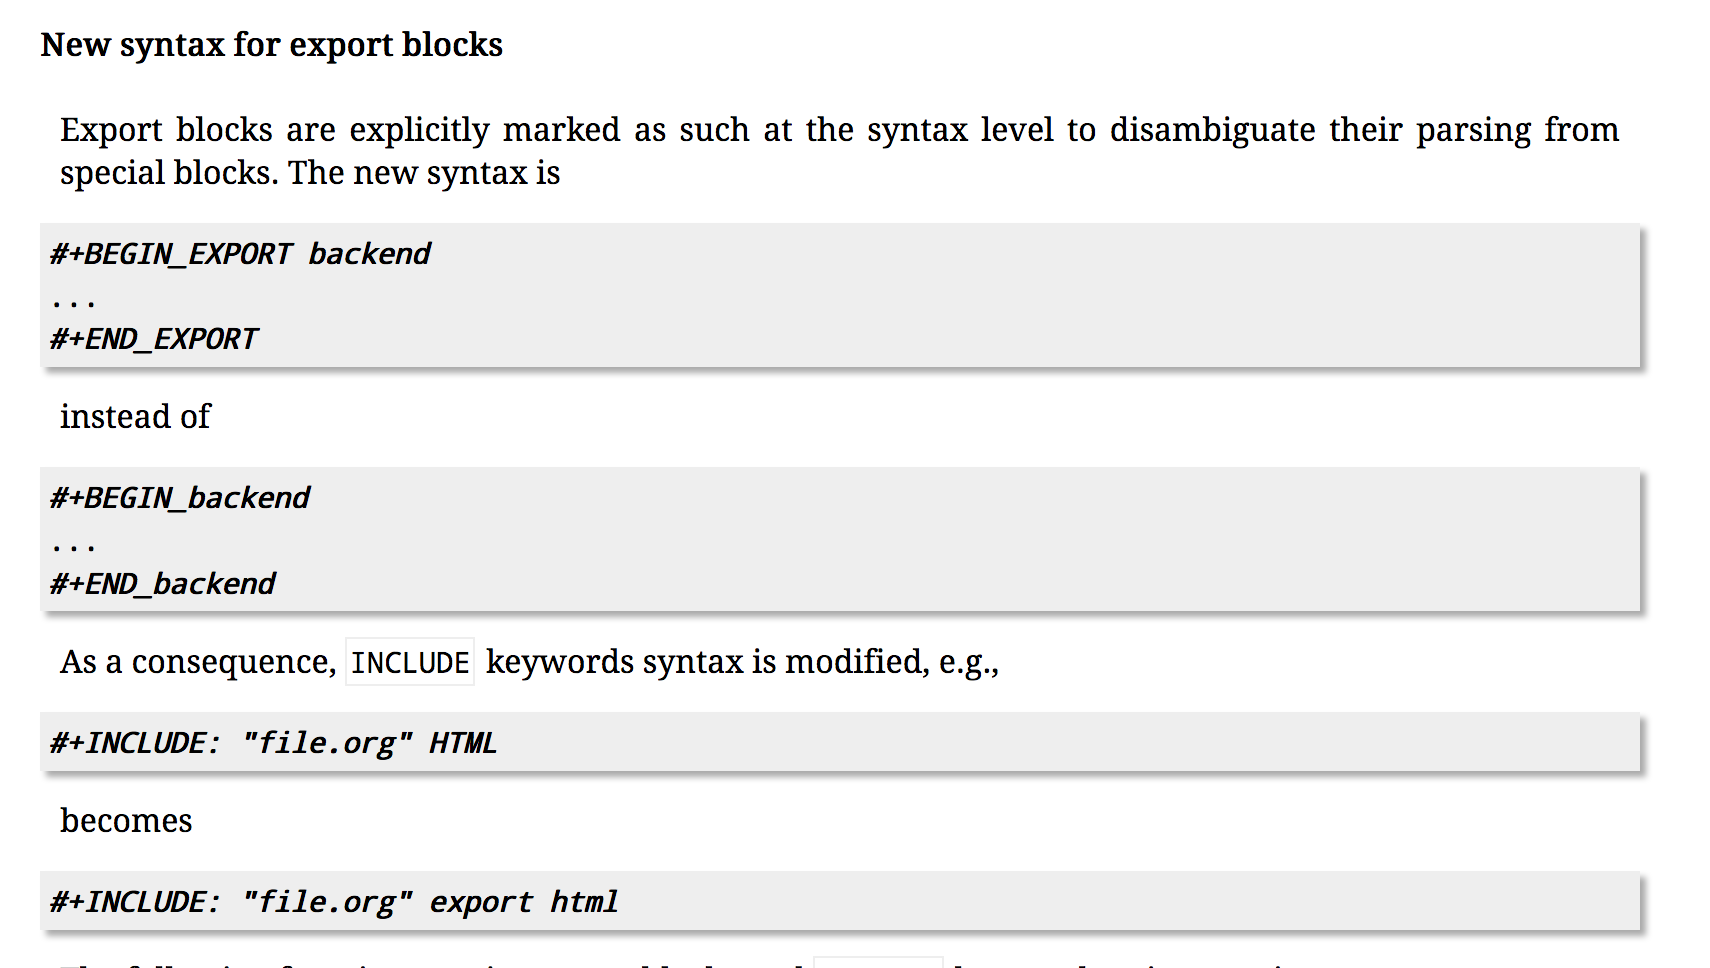 New syntax for export blocks
Export blocks are explicitly marked as such at the syntax level to disambiguate their parsing from
special blocks. The new syntax is
#+BEGIN_EXPORT backend
...
#+END_EXPORT
instead of
#+BEGIN_backend
...
#+END_backend
As a consequence, INCLUDE keywords syntax is modified, e.g.,
#+INCLUDE: "file.org" HTML
becomes
#+INCLUDE: "file.org" export html